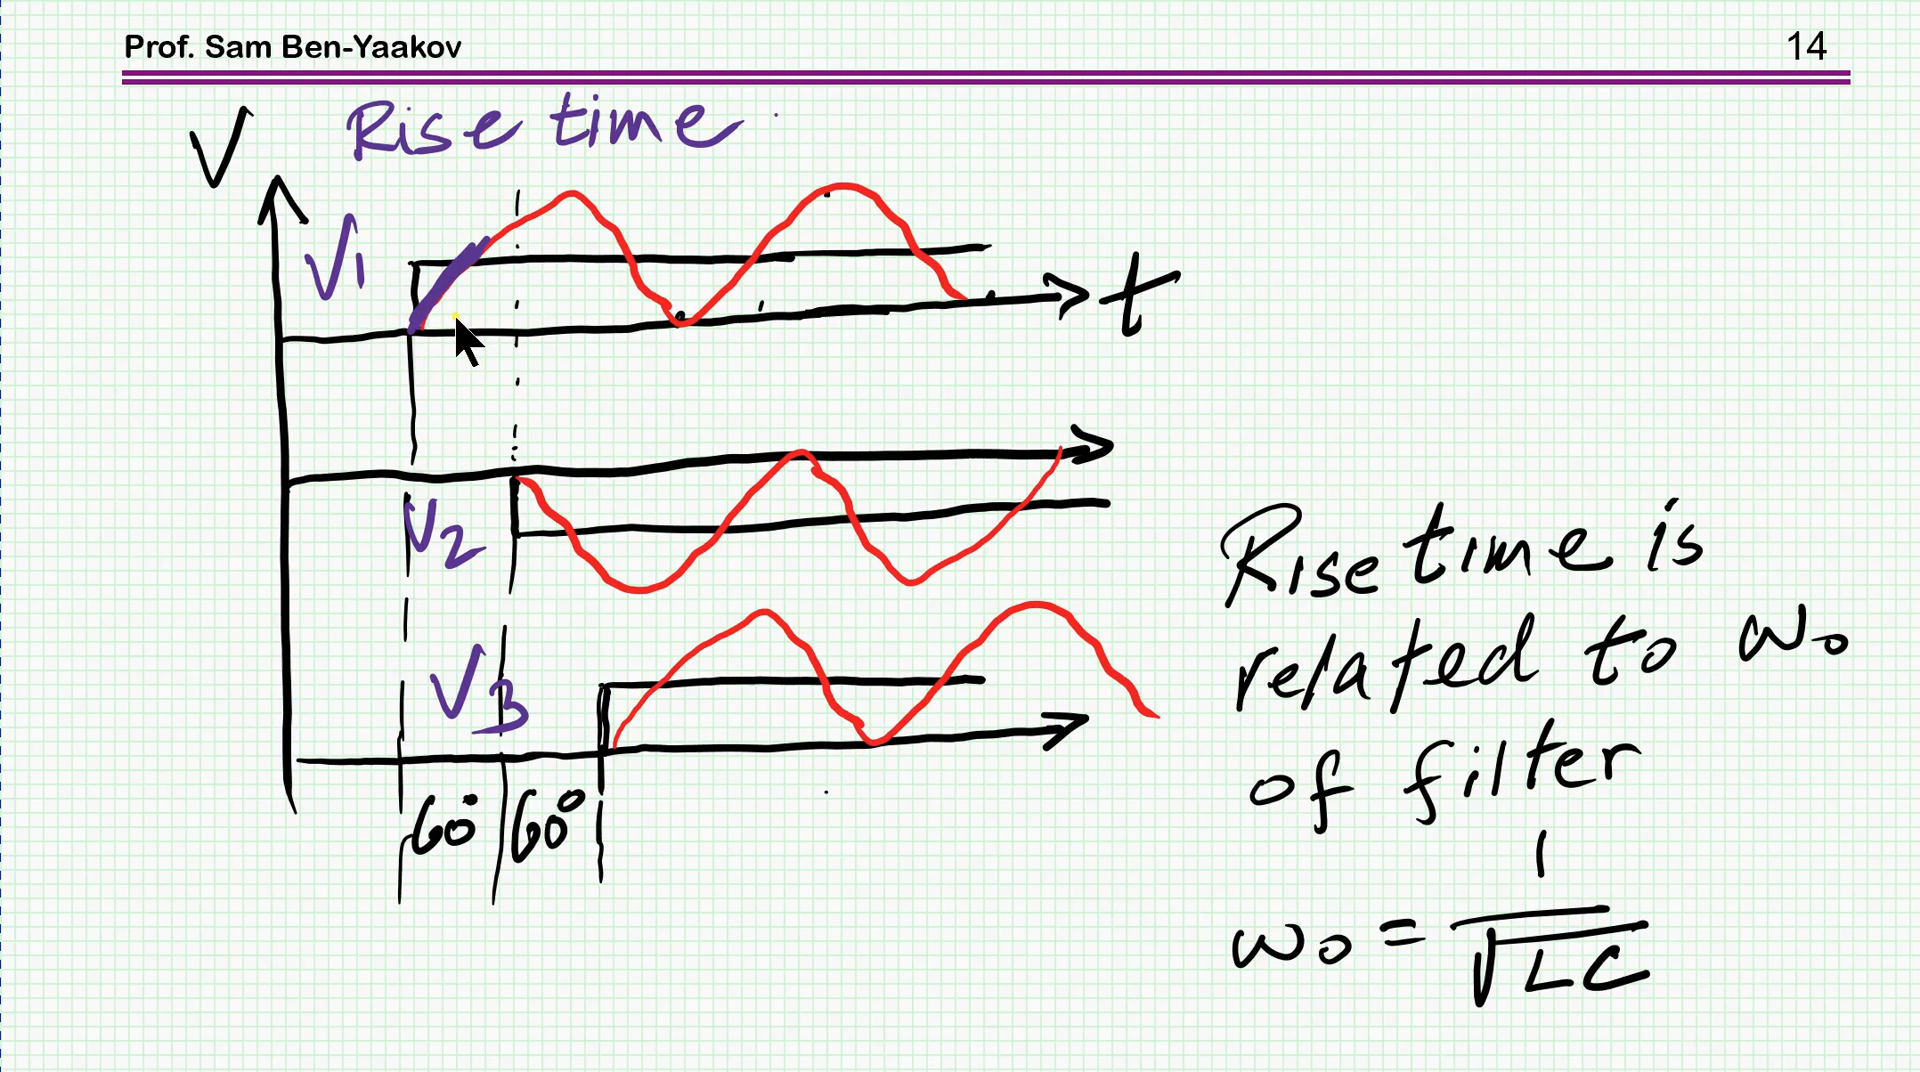 Prof. Sam Ben-Yaakov
14
V
Rise time
V1
t
V2
Rise time is
related to ω0
of filter
V3
60° 60°
ω0 = 1/√LC